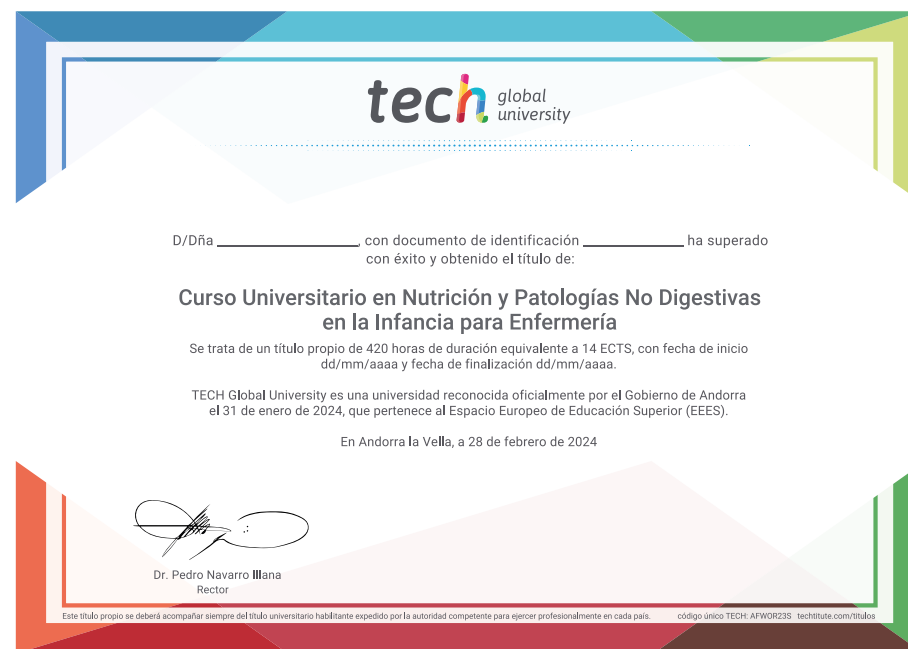 tech global university
D/Dña ______________________, con documento de identificación ________________ ha superado
con éxito y obtenido el título de:
Curso Universitario en Nutrición y Patologías No Digestivas
en la Infancia para Enfermería
Se trata de un título propio de 420 horas de duración equivalente a 14 ECTS, con fecha de inicio
dd/mm/aaaa y fecha de finalización dd/mm/aaaa.
TECH Global University es una universidad reconocida oficialmente por el Gobierno de Andorra
el 31 de enero de 2024, que pertenece al Espacio Europeo de Educación Superior (EEES).
En Andorra la Vella, a 28 de febrero de 2024
Dr. Pedro Navarro Illana
Rector
Este título propio se deberá acompañar siempre del título universitario habilitante expedido por la autoridad competente para ejercer profesionalmente en cada país. código único TECH: AFWOR23S techtitute.com/titulos